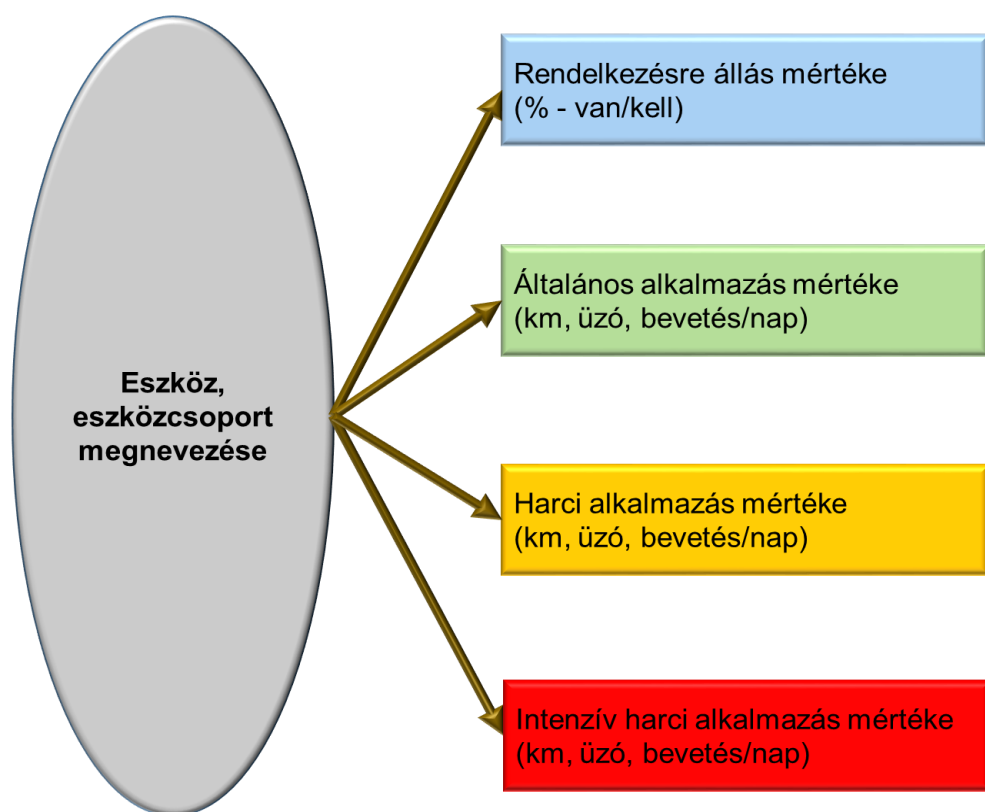 Eszköz,
eszközcsoport
megnevezése
Rendelkezésre állás mértéke
(% - van/kell)
Általános alkalmazás mértéke
(km, üzó, bevetés/nap)
Harci alkalmazás mértéke
(km, üzó, bevetés/nap)
Intenzív harci alkalmazás mértéke
(km, üzó, bevetés/nap)